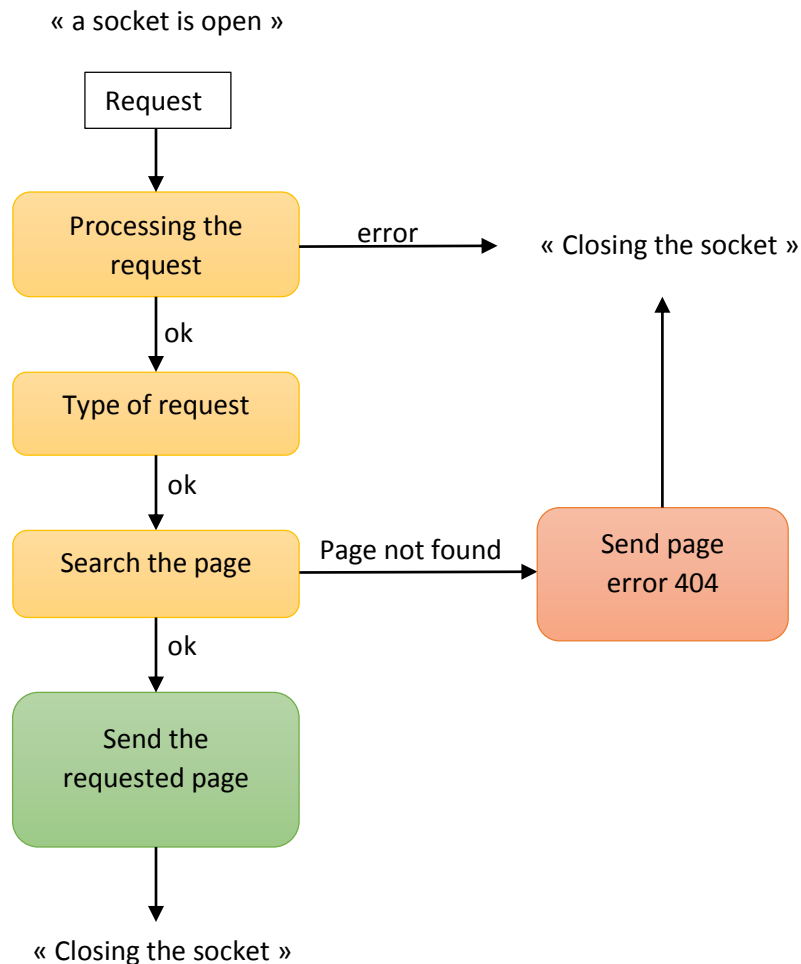 « a socket is open »
Request
Processing the
request
error
« Closing the socket »
ok
Type of request
ok
Search the page
Page not found
Send page
error 404
ok
Send the
requested page
« Closing the socket »